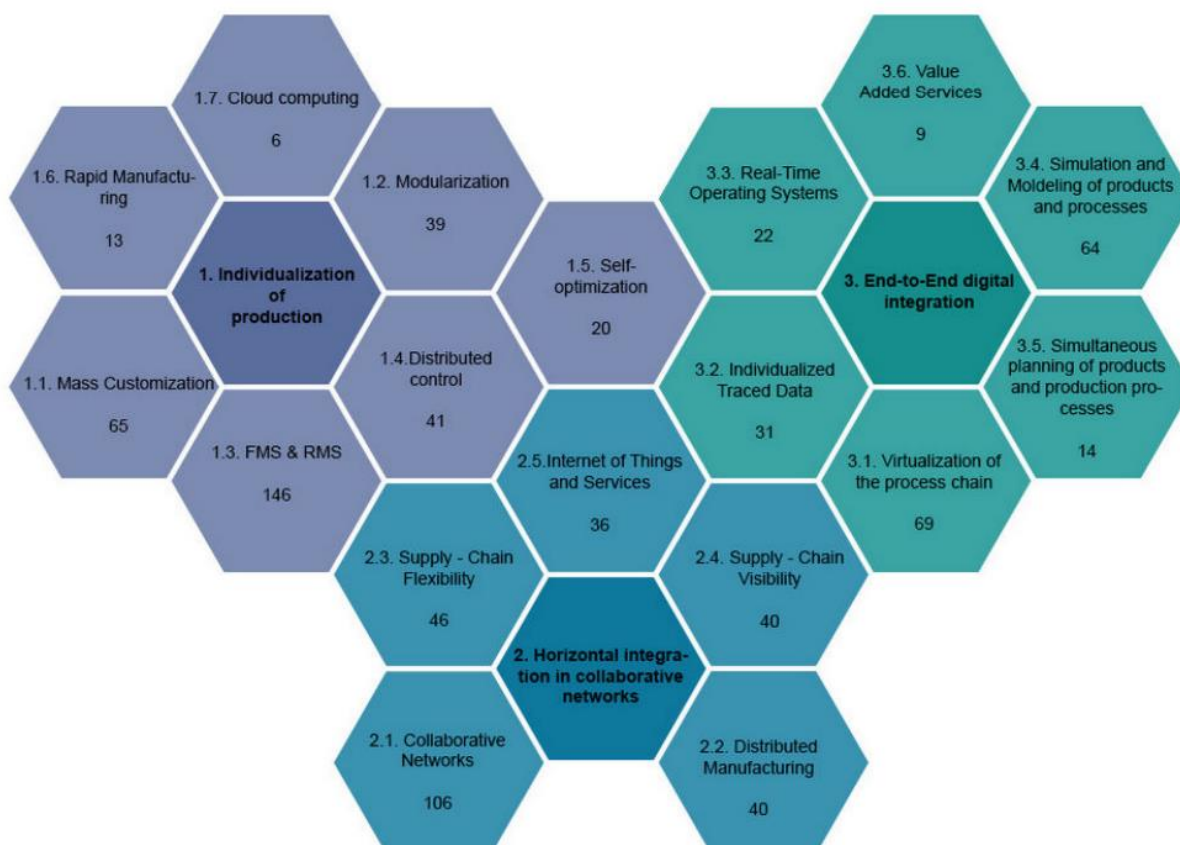 1.7. Cloud computing
6
1.6. Rapid Manufactu-
ring
13
1.2. Modularization
39
1. Individualization
of
production
1.5. Self-
optimization
20
1.1. Mass Customization
65
1.4.Distributed
control
41
1.3. FMS & RMS
146
3.6. Value
Added Services
9
3.3. Real-Time
Operating Systems
22
3.4. Simulation and
Moldeling of products
and processes
64
3. End-to-End digital
integration
3.2. Individualized
Traced Data
31
3.5. Simultaneous
planning of products
and production pro-
cesses
14
3.1. Virtualization of
the process chain
69
2.5.Internet of Things
and Services
36
2.3. Supply - Chain
Flexibility
46
2.4. Supply - Chain
Visibility
40
2. Horizontal integra-
tion in collaborative
networks
2.1. Collaborative
Networks
106
2.2. Distributed
Manufacturing
40